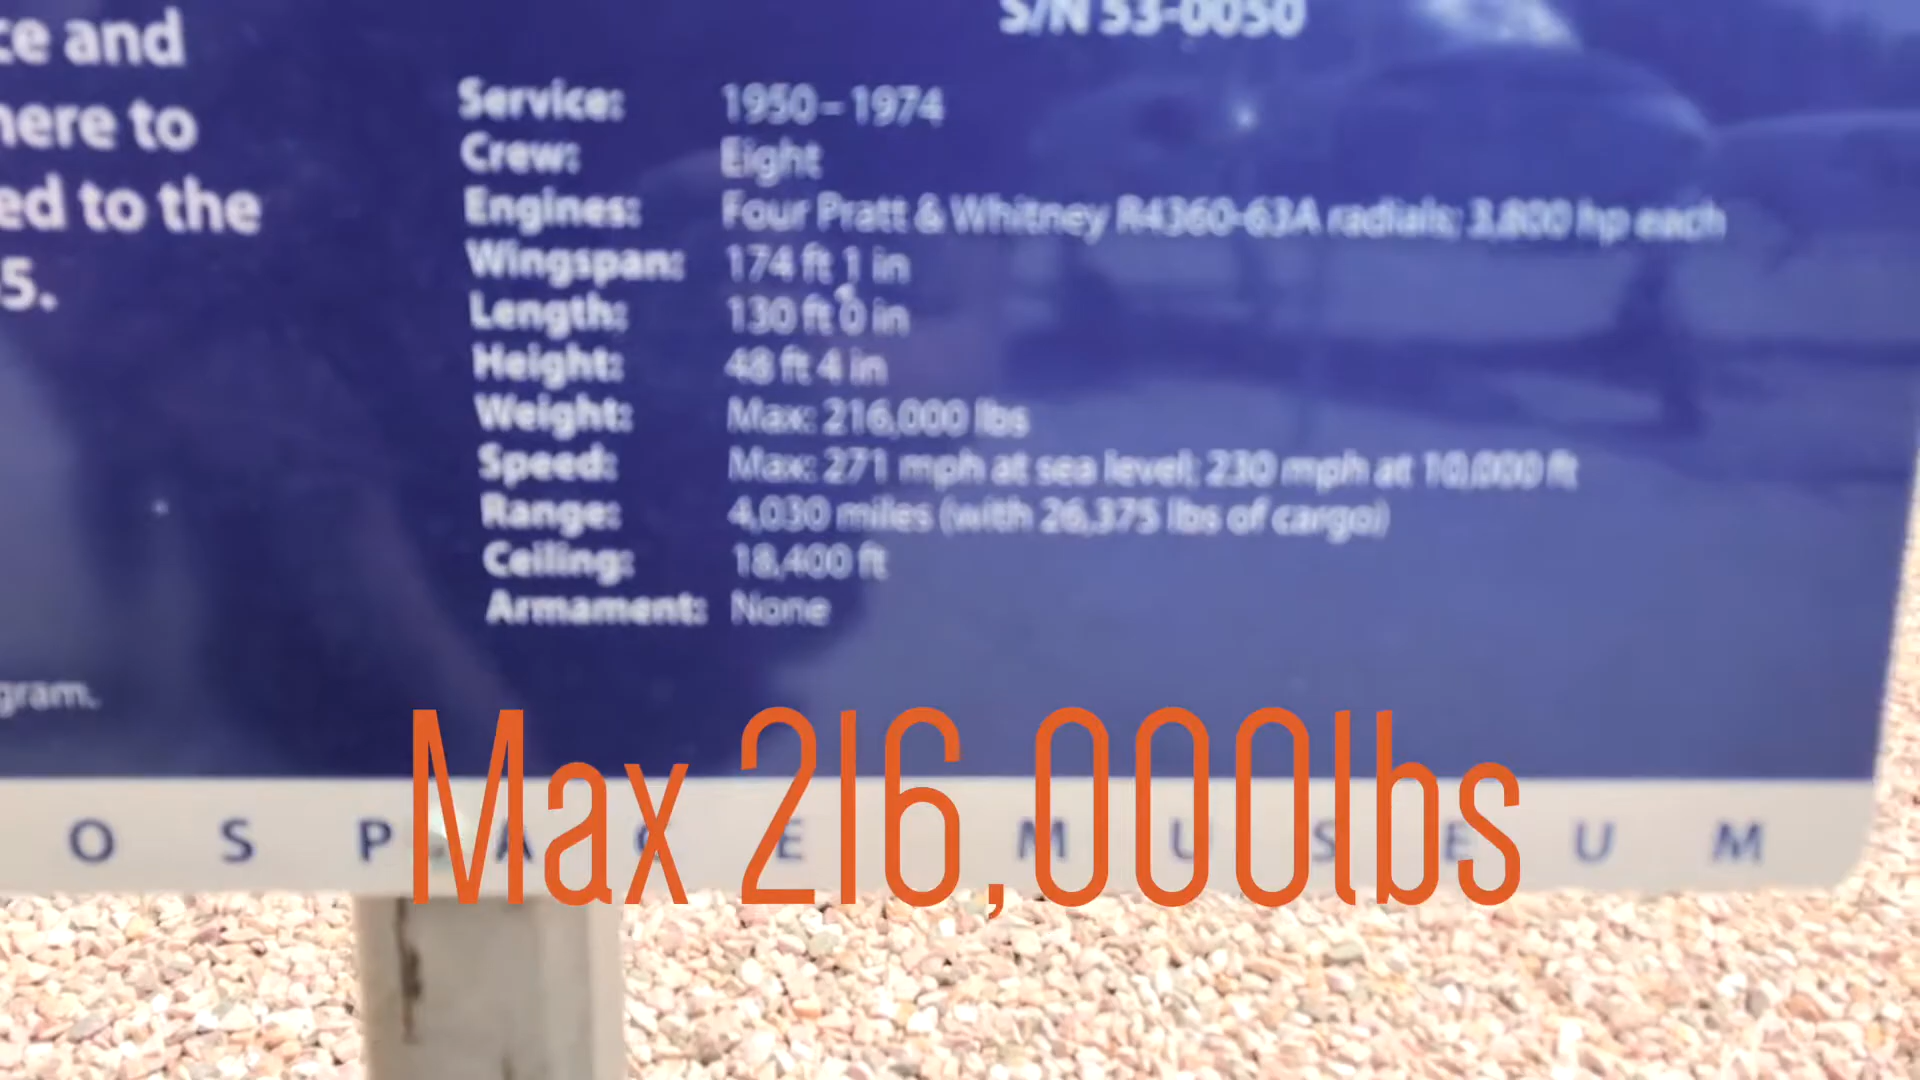 ce and
here to
ed to the
5.
gram.
S/N 53-0050
Service: 1950–1974
Crew: Eight
Engines: Four Pratt & Whitney R4360-63A radials; 3,800 hp each
Wingspan: 174 ft 1 in
Length: 130 ft 0 in
Height: 48 ft 4 in
Weight: Max: 216,000 lbs
Speed: Max: 271 mph at sea level; 230 mph at 10,000 ft
Range: 4,030 miles (with 26,375 lbs of cargo)
Ceiling: 18,400 ft
Armament: None
Max 216,000lbs
OSPACE MUSEUM